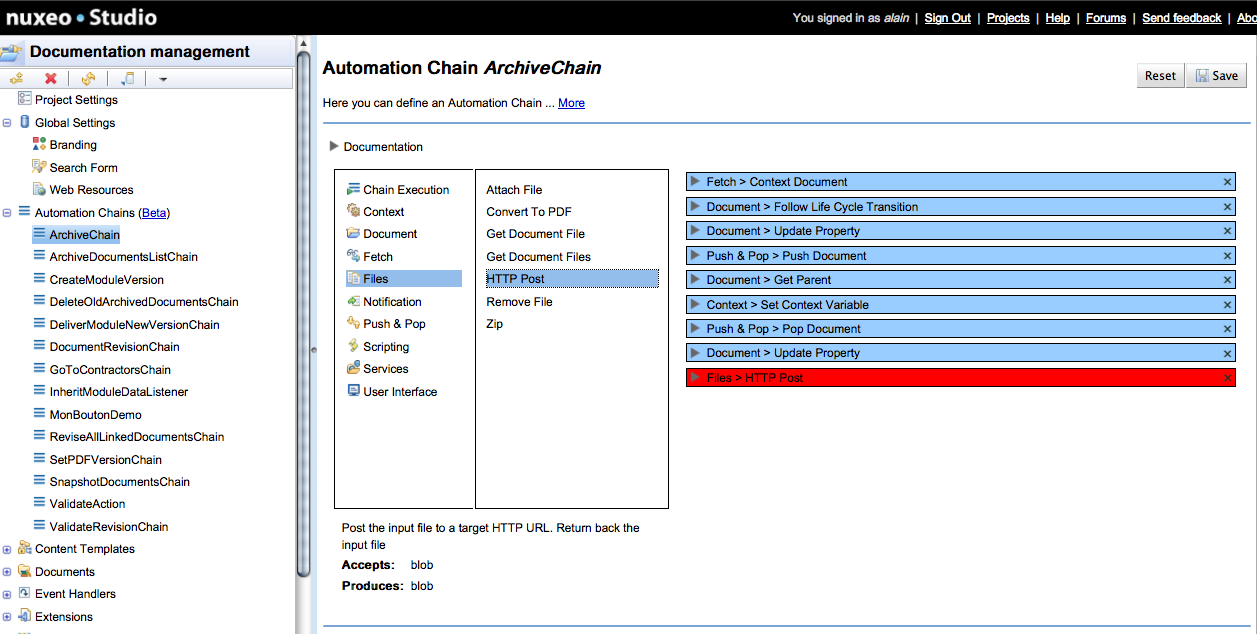 nuxeo • Studio
You signed in as alain | Sign Out | Projects | Help | Forums | Send feedback | Abo
Documentation management
Project Settings
Global Settings
Branding
Search Form
Web Resources
Automation Chains (Beta)
ArchiveChain
ArchiveDocumentsListChain
CreateModuleVersion
DeleteOldArchivedDocumentsChain
DeliverModuleNewVersionChain
DocumentRevisionChain
GoToContractorsChain
InheritModuleDataListener
MonBoutonDemo
ReviseAllLinkedDocumentsChain
SetPDFVersionChain
SnapshotDocumentsChain
ValidateAction
ValidateRevisionChain
Content Templates
Documents
Event Handlers
Extensions
Automation Chain ArchiveChain
Reset
Save
Here you can define an Automation Chain ... More
Documentation
Chain Execution
Context
Document
Fetch
Files
Notification
Push & Pop
Scripting
Services
User Interface
Attach File
Convert To PDF
Get Document File
Get Document Files
HTTP Post
Remove File
Zip
Fetch > Context Document
Document > Follow Life Cycle Transition
Document > Update Property
Push & Pop > Push Document
Document > Get Parent
Context > Set Context Variable
Push & Pop > Pop Document
Document > Update Property
Files > HTTP Post
Post the input file to a target HTTP URL. Return back the
input file
Accepts: blob
Produces: blob